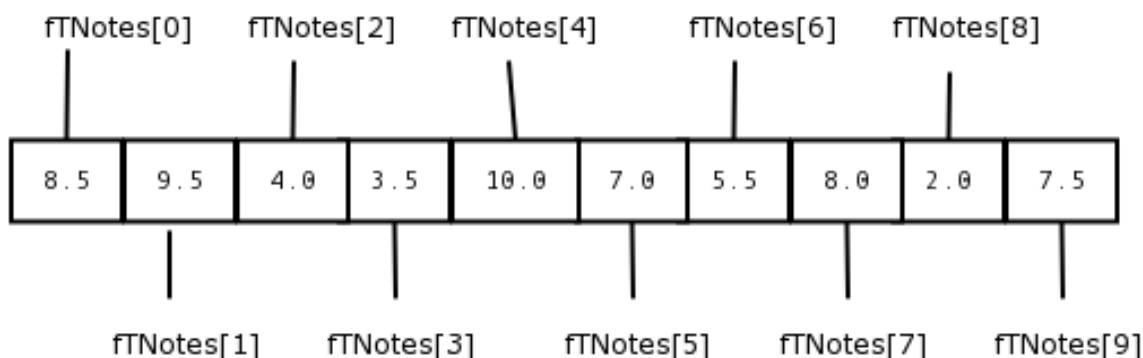 fTNotes[0] fTNotes[2] fTNotes[4] fTNotes[6] fTNotes[8]
8.5 9.5 4.0 3.5 10.0 7.0 5.5 8.0 2.0 7.5
fTNotes[1] fTNotes[3] fTNotes[5] fTNotes[7] fTNotes[9]